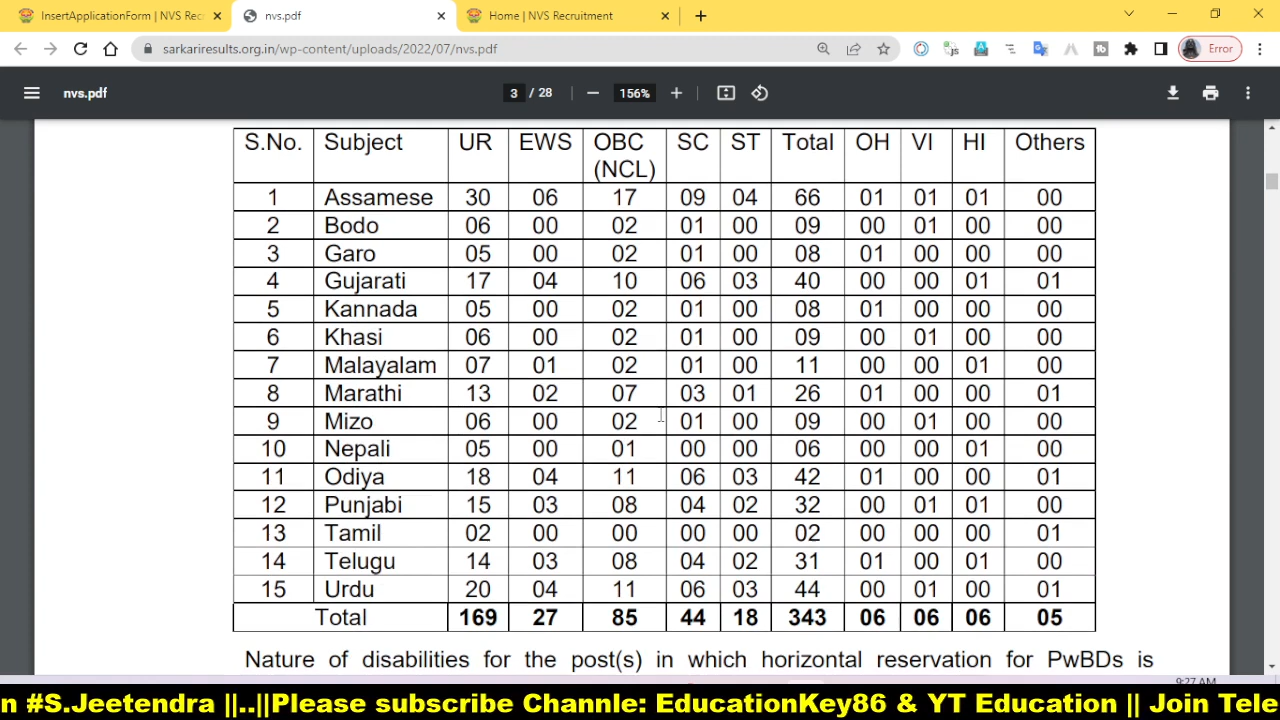 InsertApplicationForm | NVS Rec
nvs.pdf
Home | NVS Recruitment
sarkariresults.org.in/wp-content/uploads/2022/07/nvs.pdf
Error
nvs.pdf
3 / 28
156%
S.No. Subject UR EWS OBC (NCL) SC ST Total OH VI HI Others
1 Assamese 30 06 17 09 04 66 01 01 01 00
2 Bodo 06 00 02 01 00 09 00 01 00 00
3 Garo 05 00 02 01 00 08 01 00 00 00
4 Gujarati 17 04 10 06 03 40 00 00 01 01
5 Kannada 05 00 02 01 00 08 01 00 00 00
6 Khasi 06 00 02 01 00 09 00 01 00 00
7 Malayalam 07 01 02 01 00 11 00 00 01 00
8 Marathi 13 02 07 03 01 26 01 00 00 01
9 Mizo 06 00 02 01 00 09 00 01 00 00
10 Nepali 05 00 01 00 00 06 00 00 01 00
11 Odiya 18 04 11 06 03 42 01 00 00 01
12 Punjabi 15 03 08 04 02 32 00 01 01 00
13 Tamil 02 00 00 00 00 02 00 00 00 01
14 Telugu 14 03 08 04 02 31 01 00 01 00
15 Urdu 20 04 11 06 03 44 00 01 00 01
Total 169 27 85 44 18 343 06 06 06 05
Nature of disabilities for the post(s) in which horizontal reservation for PwBDs is
9:27 AM
n #S.Jeetendra ||..||Please subscribe Channle: EducationKey86 & YT Education || Join Tele